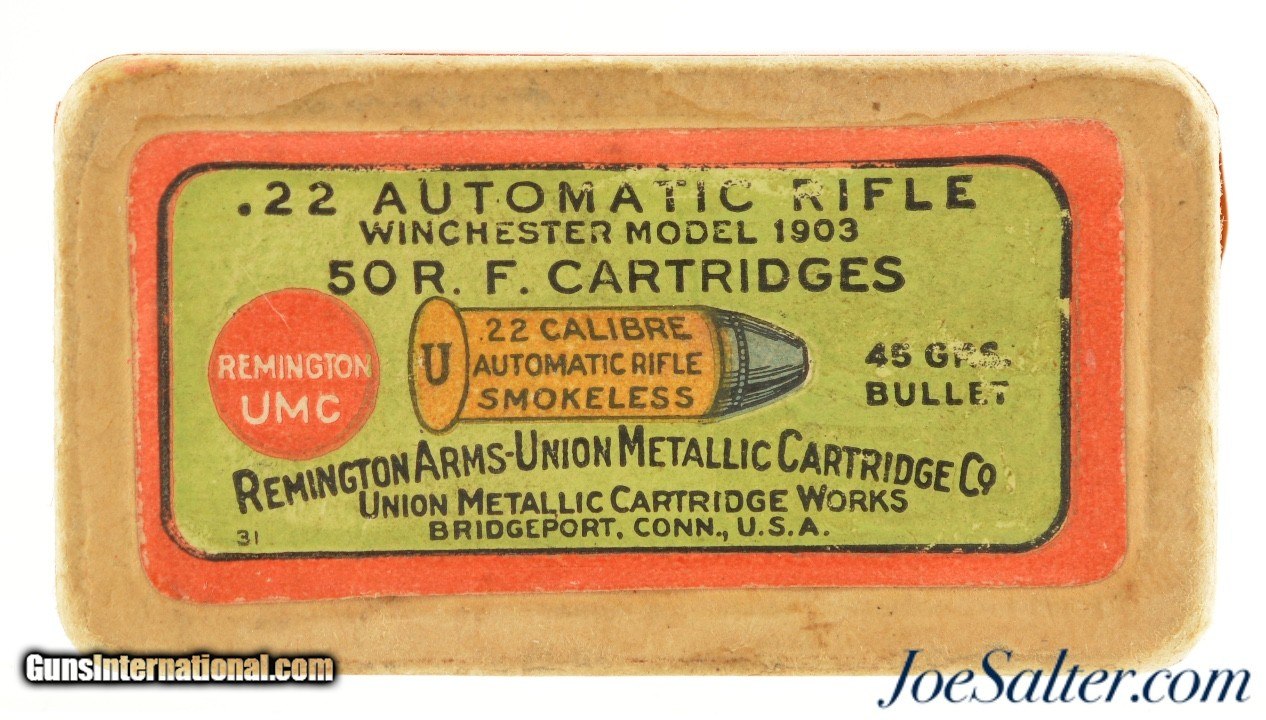 .22 AUTOMATIC RIFLE
WINCHESTER MODEL 1903
50 R. F. CARTRIDGES
REMINGTON
UMC
U
.22 CALIBRE
AUTOMATIC RIFLE
SMOKELESS
45 GRS.
BULLET
REMINGTON ARMS-UNION METALLIC CARTRIDGE CO
UNION METALLIC CARTRIDGE WORKS
BRIDGEPORT, CONN., U.S.A.
31
GunsInternational.com
JoeSalter.com